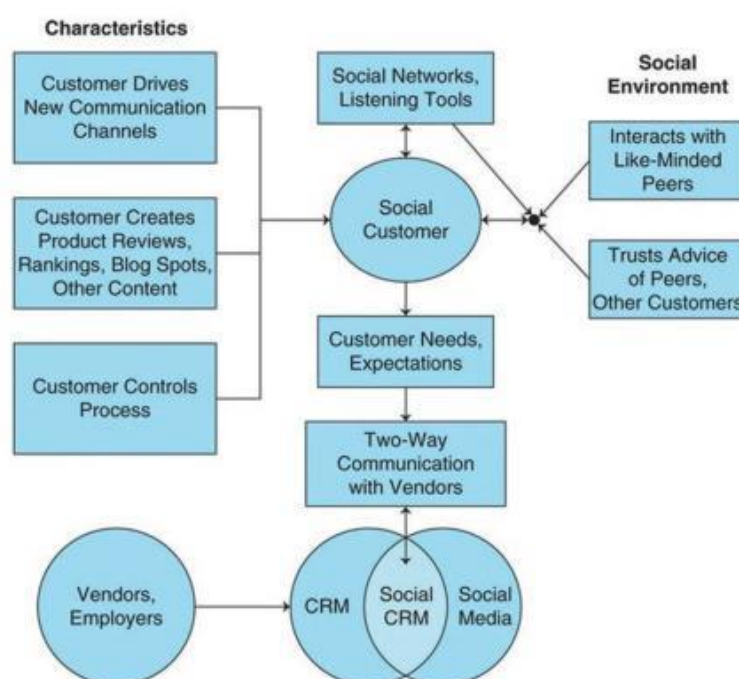 Characteristics
Customer Drives
New Communication
Channels
Customer Creates
Product Reviews,
Rankings, Blog Spots,
Other Content
Customer Controls
Process
Social Networks,
Listening Tools
Social
Customer
Customer Needs,
Expectations
Two-Way
Communication
with Vendors
Social
Environment
Interacts with
Like-Minded
Peers
Trusts Advice
of Peers,
Other Customers
Vendors,
Employers
CRM
Social
CRM
Social
Media